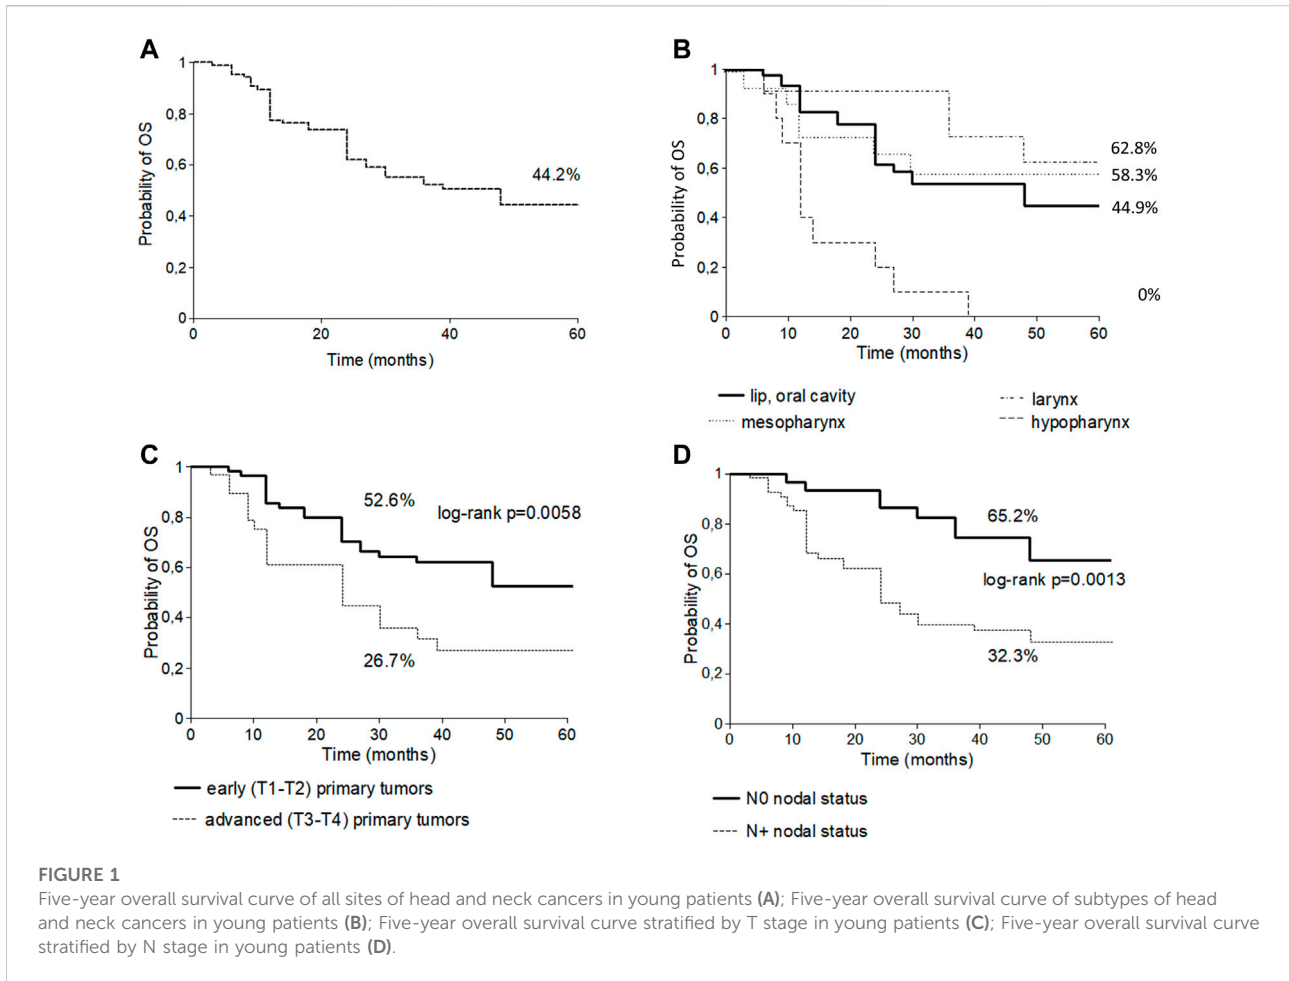 A
1
0,8
0,6
0,4
0,2
0
Probability of OS
44.2%
0 20 40 60
Time (months)
B
1
0,8
0,6
0,4
0,2
0
Probability of OS
62.8%
58.3%
44.9%
0%
0 10 20 30 40 50 60
Time (months)
lip, oral cavity
larynx
mesopharynx
hypopharynx
C
1
0,8
0,6
0,4
0,2
0
Probability of OS
52.6%
log-rank p=0.0058
26.7%
0 10 20 30 40 50 60
Time (months)
early (T1-T2) primary tumors
advanced (T3-T4) primary tumors
D
1
0,8
0,6
0,4
0,2
0
Probability of OS
65.2%
log-rank p=0.0013
32.3%
0 10 20 30 40 50 60
Time (months)
N0 nodal status
N+ nodal status
FIGURE 1
Five-year overall survival curve of all sites of head and neck cancers in young patients (A); Five-year overall survival curve of subtypes of head
and neck cancers in young patients (B); Five-year overall survival curve stratified by T stage in young patients (C); Five-year overall survival curve
stratified by N stage in young patients (D).